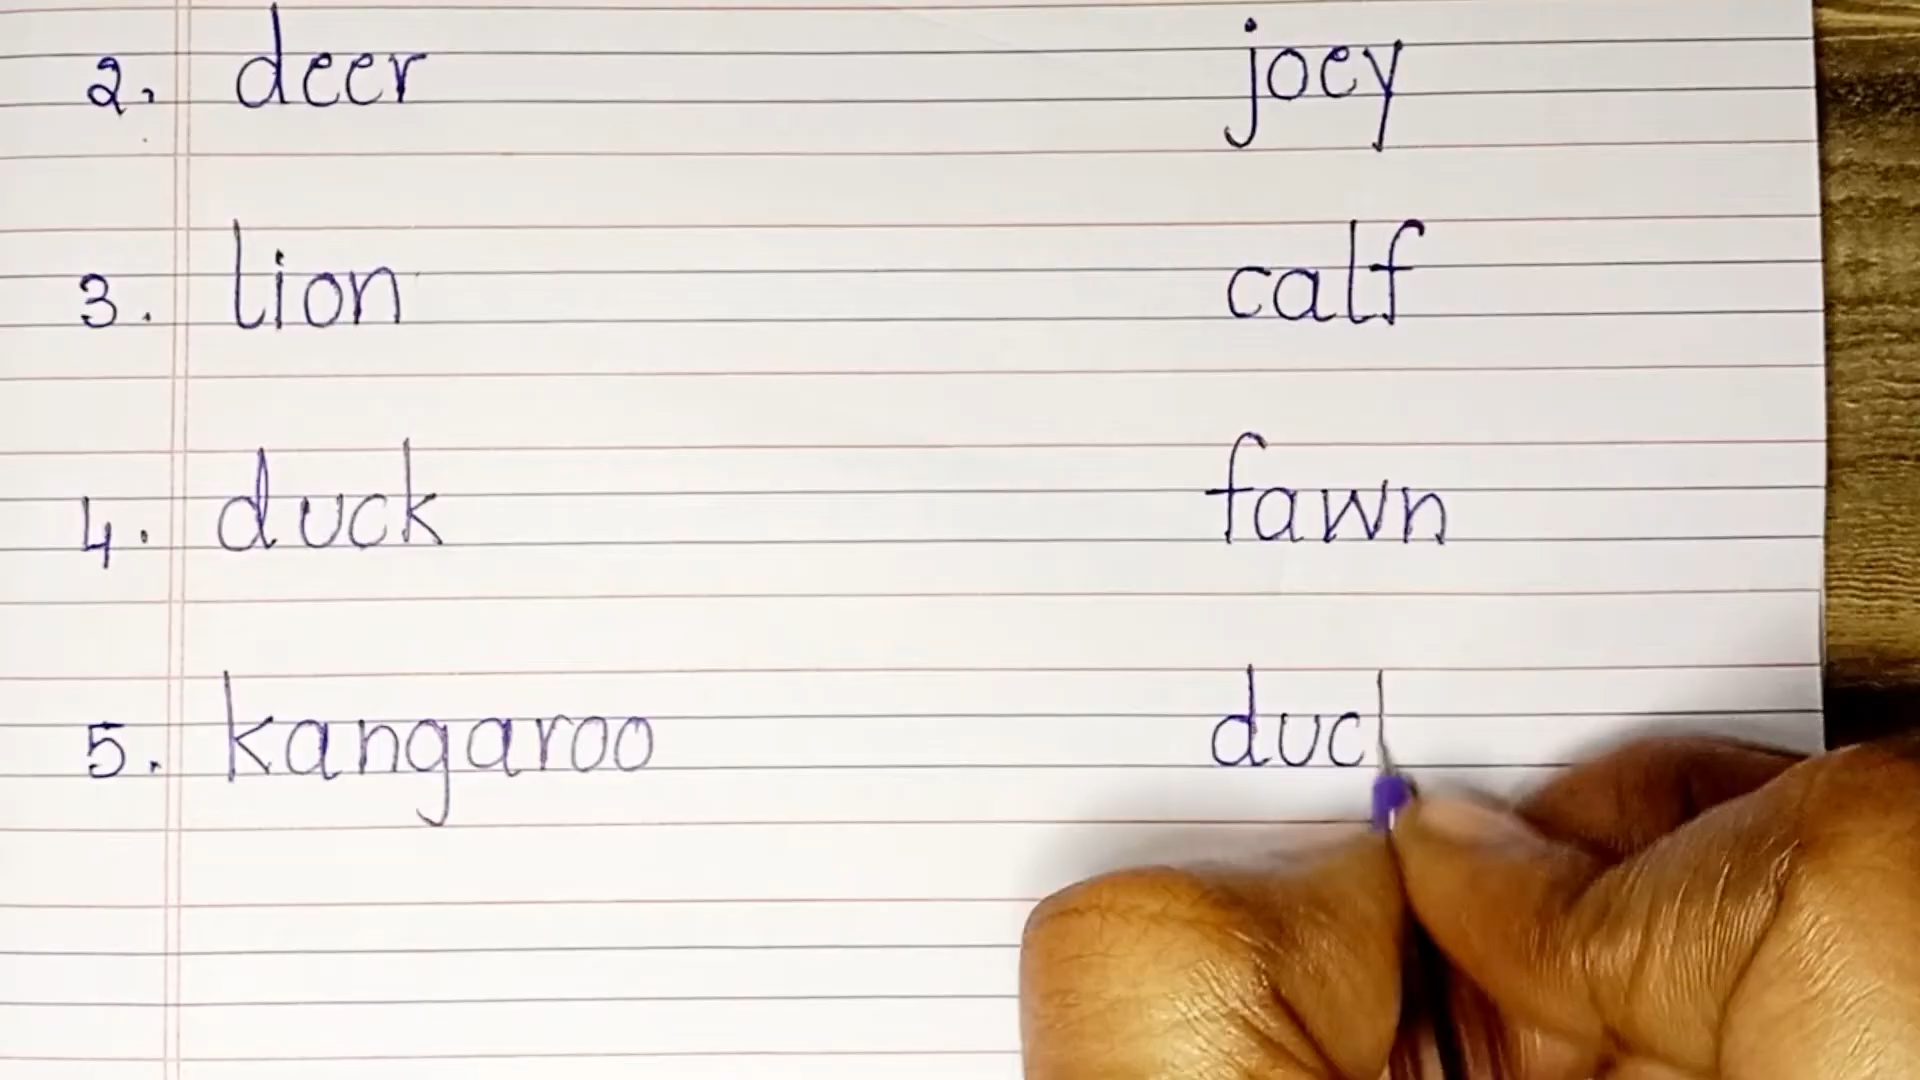 2. deer joey
3. lion calf
4. duck fawn
5. kangaroo duc